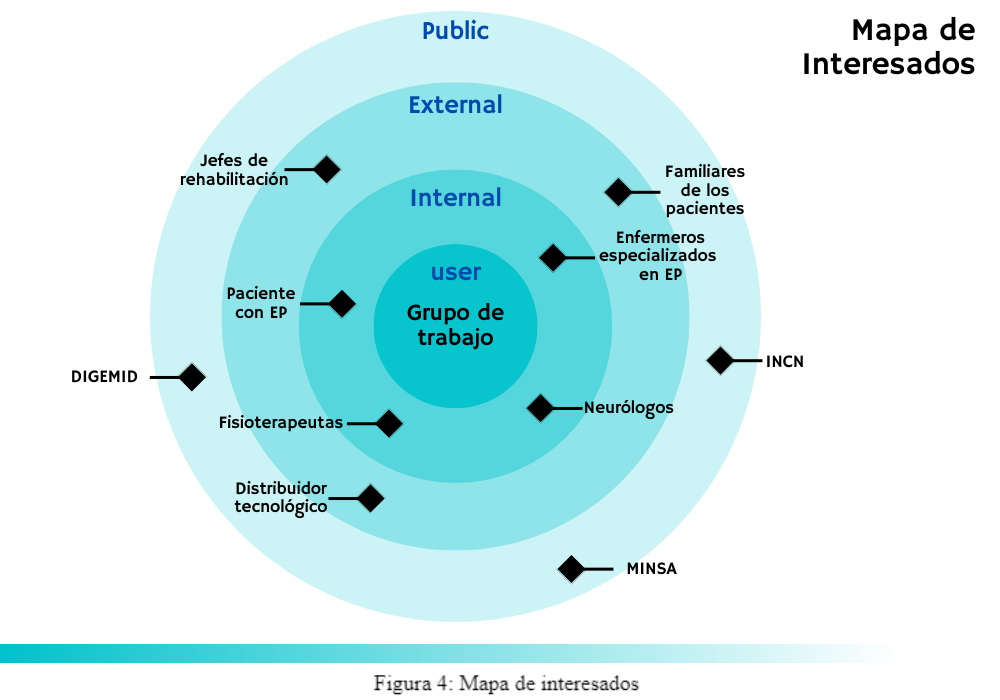 Public
Mapa de
Interesados
External
Jefes de
rehabilitación
Familiares
de los
pacientes
Internal
Enfermeros
especializados
en EP
user
Paciente
con EP
Grupo de
trabajo
DIGEMID
INCN
Fisioterapeutas
Neurólogos
Distribuidor
tecnológico
MINSA
Figura 4: Mapa de interesados